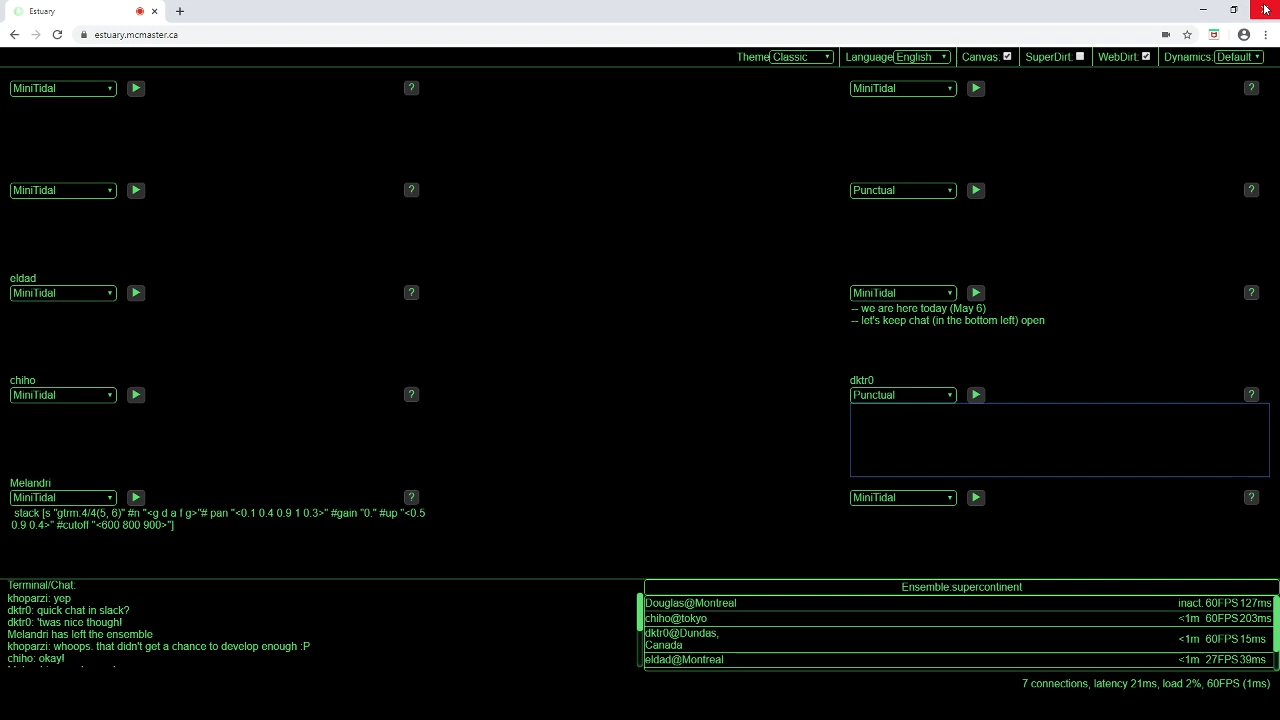 Estuary
estuary.mcmaster.ca
Theme Classic Language English Canvas: SuperDirt: WebDirt: Dynamics: Default
MiniTidal ? MiniTidal ?
MiniTidal ? Punctual ?
eldad
MiniTidal ? MiniTidal ?
-- we are here today (May 6)
-- let's keep chat (in the bottom left) open
chiho dktr0
MiniTidal ? Punctual ?
Melandri
MiniTidal ? MiniTidal ?
stack [s "gtrm:4/4(5, 6)" #n "<g d a f g>"# pan "<0.1 0.4 0.9 1 0.3>" #gain "0." #up "<0.5
0.9 0.4>" #cutoff "<600 800 900>"]
Terminal/Chat:
khoparzi: yep
dktr0: quick chat in slack?
dktr0: 'twas nice though!
Melandri has left the ensemble
khoparzi: whoops. that didn't get a chance to develop enough :P
chiho: okay!
Ensemble:supercontinent
Douglas@Montreal inact. 60FPS 127ms
chiho@tokyo <1m 60FPS 203ms
dktr0@Dundas,
Canada <1m 60FPS 15ms
eldad@Montreal <1m 27FPS 39ms
7 connections, latency 21ms, load 2%, 60FPS (1ms)